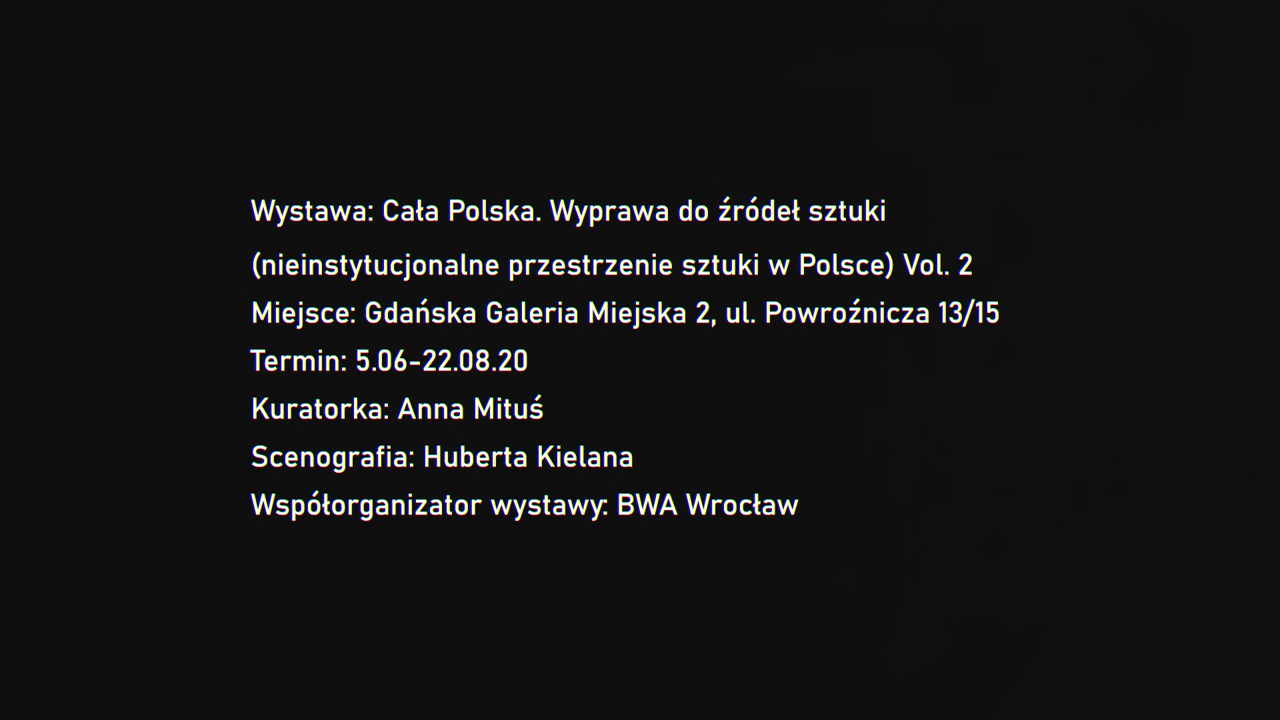 Wystawa: Cała Polska. Wyprawa do źródeł sztuki
(nieinstytucjonalne przestrzenie sztuki w Polsce) Vol. 2
Miejsce: Gdańska Galeria Miejska 2, ul. Powroźnicza 13/15
Termin: 5.06-22.08.20
Kuratorka: Anna Mituś
Scenografia: Huberta Kielana
Współorganizator wystawy: BWA Wrocław